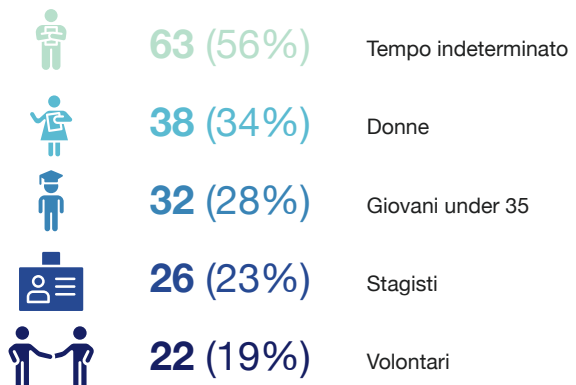 63 (56%) Tempo indeterminato
38 (34%) Donne
32 (28%) Giovani under 35
26 (23%) Stagisti
22 (19%) Volontari